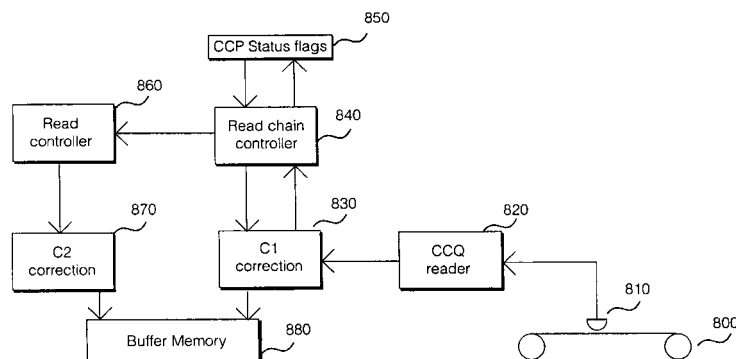 850
CCP Status flags
860
Read
controller
Read chain
controller
840
870
C2
correction
830
C1
correction
820
CCQ
reader
810
800
Buffer Memory
880